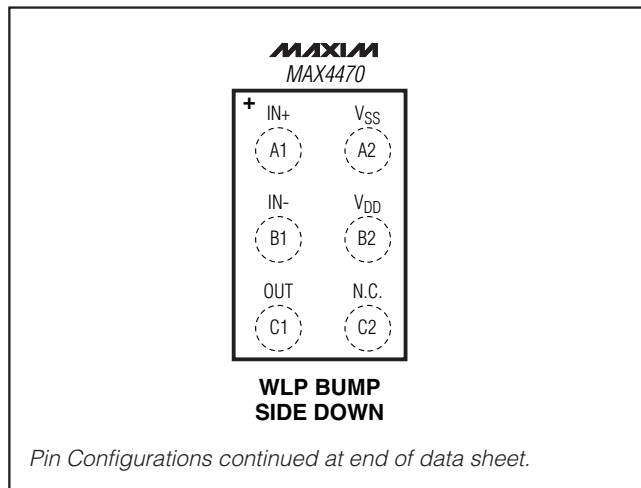 MAXIM
MAX4470
+
IN+ VSS
A1 A2
IN- VDD
B1 B2
OUT N.C.
C1 C2
WLP BUMP
SIDE DOWN
Pin Configurations continued at end of data sheet.